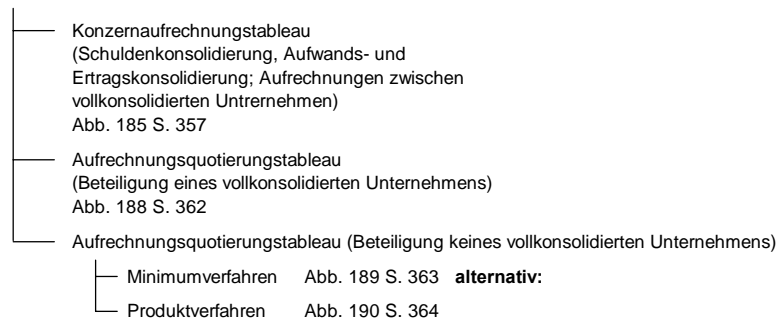 Konzernaufrechnungstableau
(Schuldenkonsolidierung, Aufwands- und
Ertragskonsolidierung; Aufrechnungen zwischen
vollkonsolidierten Untrernehmen)
Abb. 185 S. 357
Aufrechnungsquotierungstableau
(Beteiligung eines vollkonsolidierten Unternehmens)
Abb. 188 S. 362
Aufrechnungsquotierungstableau (Beteiligung keines vollkonsolidierten Unternehmens)
Minimumverfahren Abb. 189 S. 363 alternativ:
Produktverfahren Abb. 190 S. 364